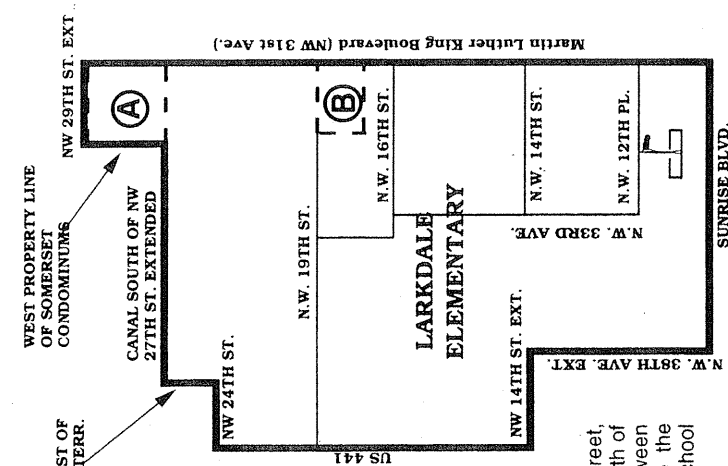 WEST PROPERTY LINE
OF SOMERSET
CONDOMINUMS
NW 29TH ST. EXT
A
Martin Luther King Boulevard (NW 31st Ave.)
CANAL SOUTH OF NW
27TH ST. EXTENDED
ST OF
TERR.
NW 24TH ST.
N.W. 19TH ST.
B
N.W. 16TH ST.
US 441
LARKDALE
ELEMENTARY
N.W. 14TH ST.
N.W. 33RD AVE.
N.W. 12TH PL.
NW 14TH ST. EXT.
N.W. 38TH AVE. EXT.
SUNRISE BLVD.
reet,
th of
ween
the
chool